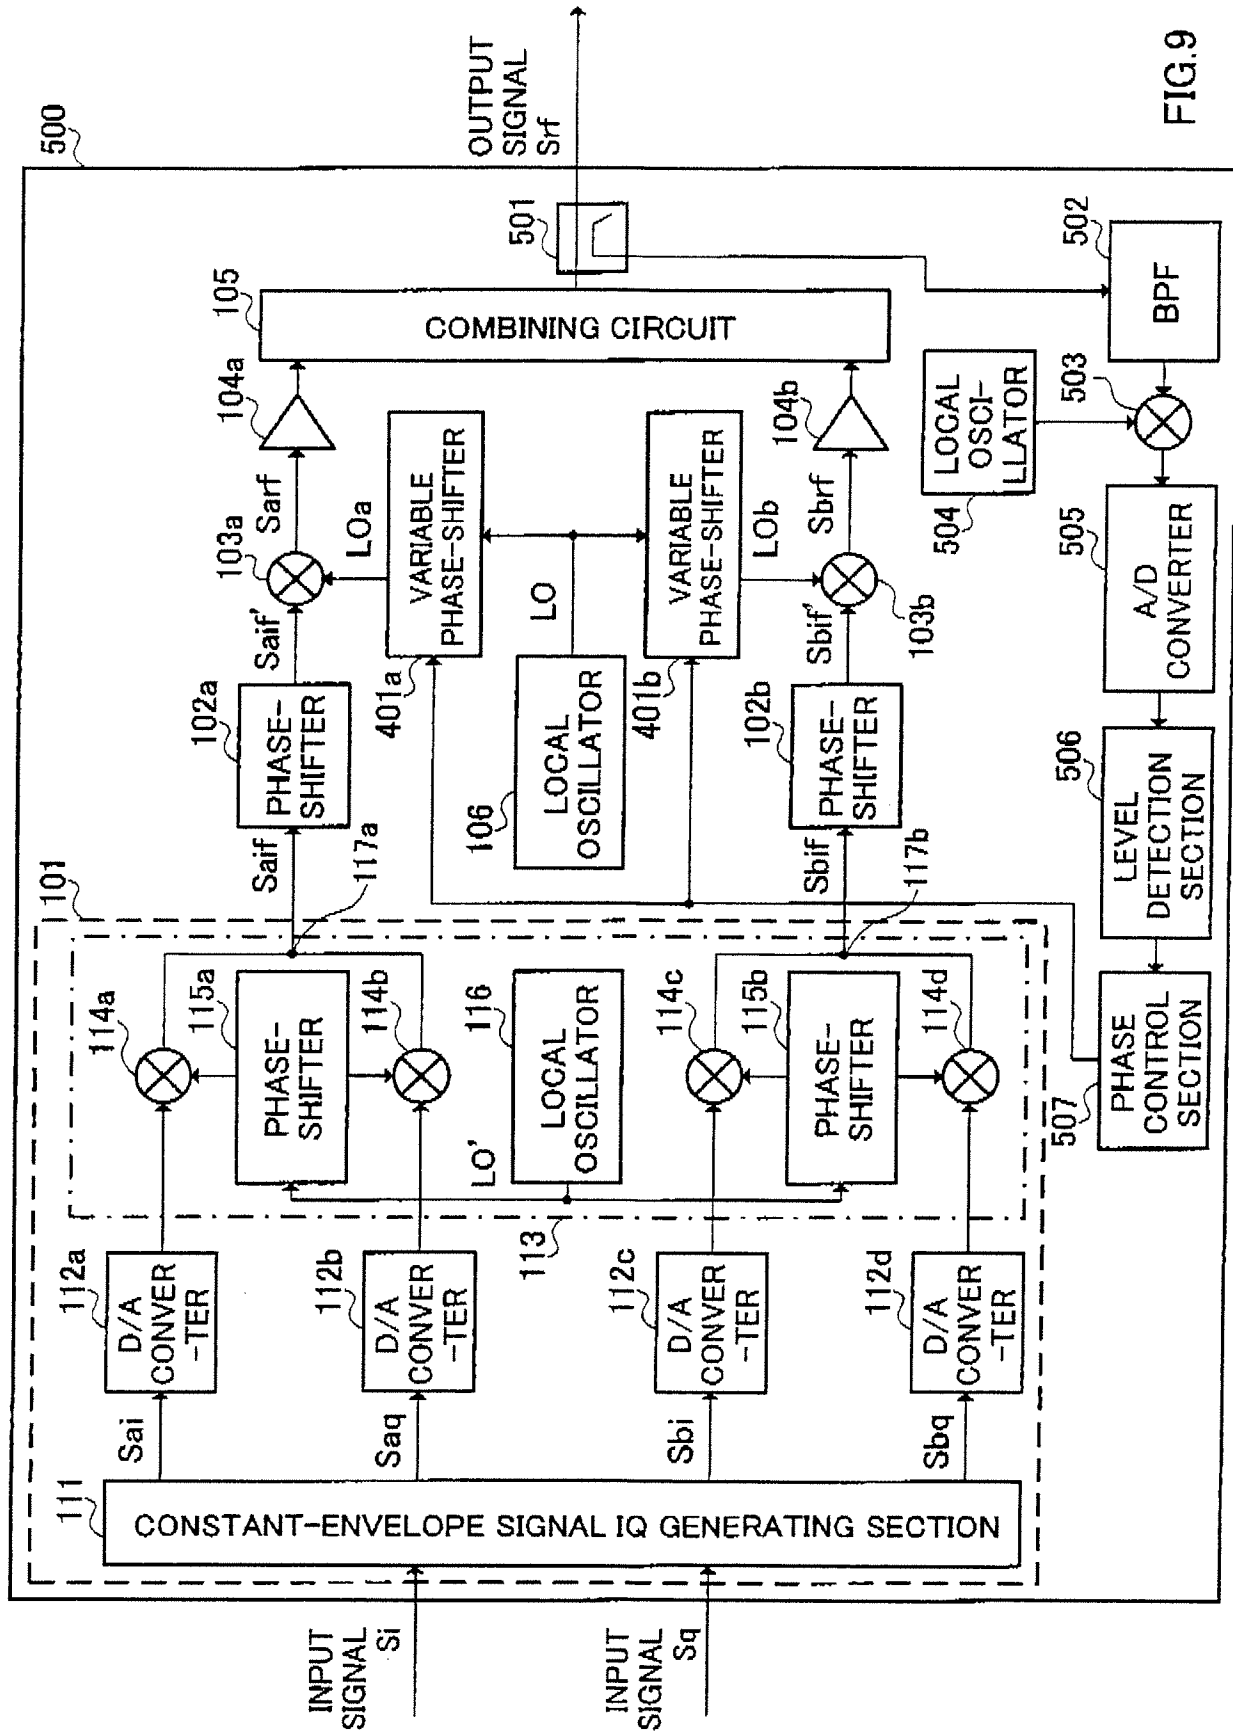 500
OUTPUT
SIGNAL
Srf
501
105
COMBINING CIRCUIT
104a
104b
Sarf
Sbrf
103a
103b
LOa
LOb
401a
VARIABLE
PHASE-SHIFTER
401b
VARIABLE
PHASE-SHIFTER
LO
106
LOCAL
OSCILLATOR
Saif'
Sbif'
102a
PHASE-
SHIFTER
102b
PHASE-
SHIFTER
Saif
Sbif
117a
117b
101
114a
115a
PHASE-
SHIFTER
114b
116
LOCAL
OSCILLATOR
LO'
114c
115b
PHASE-
SHIFTER
114d
113
112a
D/A
CONVER
-TER
112b
D/A
CONVER
-TER
112c
D/A
CONVER
-TER
112d
D/A
CONVER
-TER
Sai
Saq
Sbi
Sbq
111
CONSTANT-ENVELOPE SIGNAL IQ GENERATING SECTION
INPUT
SIGNAL
Si
INPUT
SIGNAL
Sq
502
BPF
503
504
LOCAL
OSCI-
LLATOR
505
A/D
CONVERTER
506
LEVEL
DETECTION
SECTION
507
PHASE
CONTROL
SECTION
FIG.9